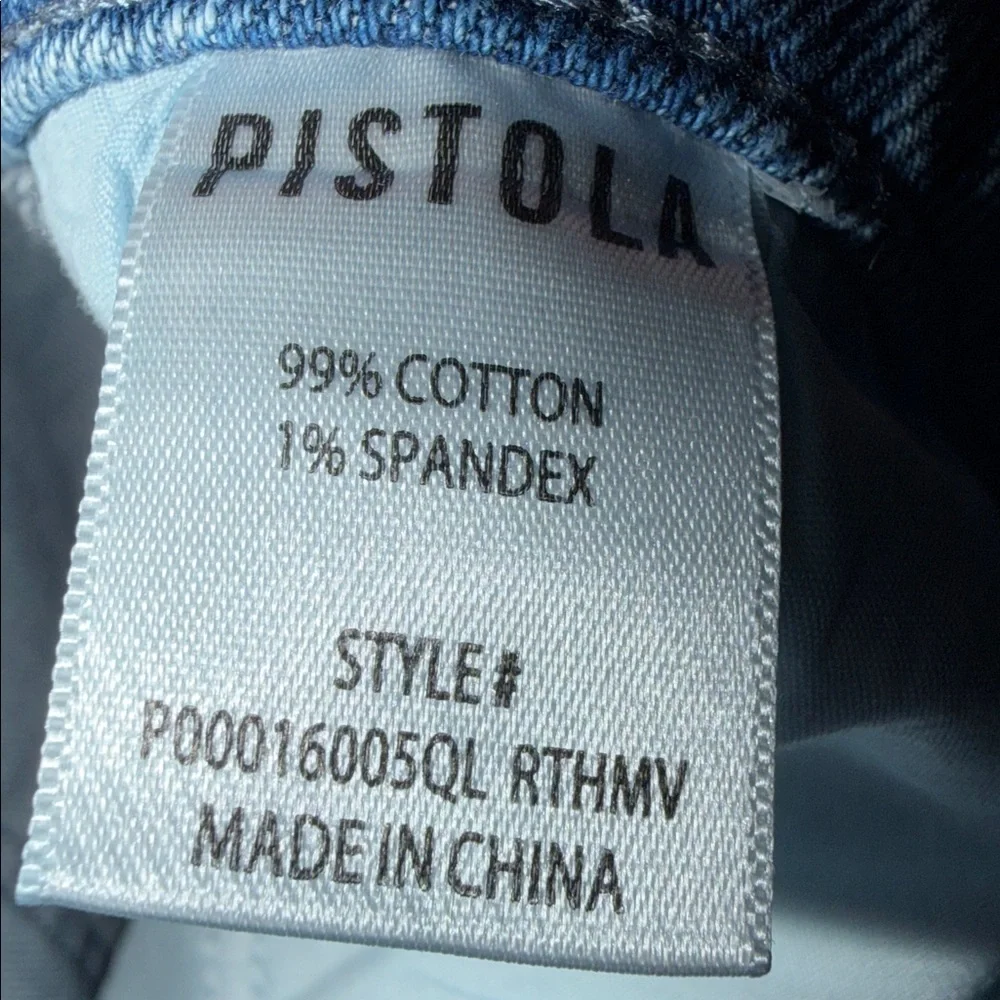 PISTOLA
99% COTTON
1% SPANDEX
STYLE#
P00016005QL RTHMV
MADE IN CHINA